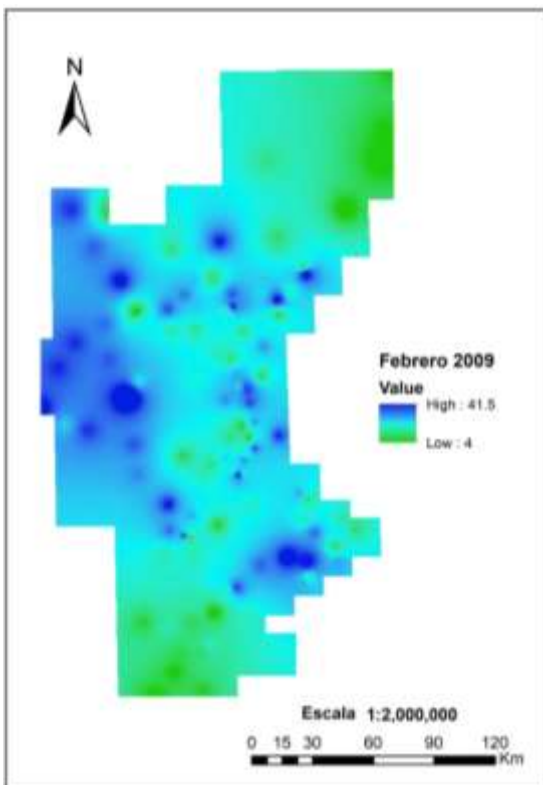 N
Febrero 2009
Value
High : 41.5
Low : 4
Escala 1:2,000,000
0 15 30 60 90 120
Km